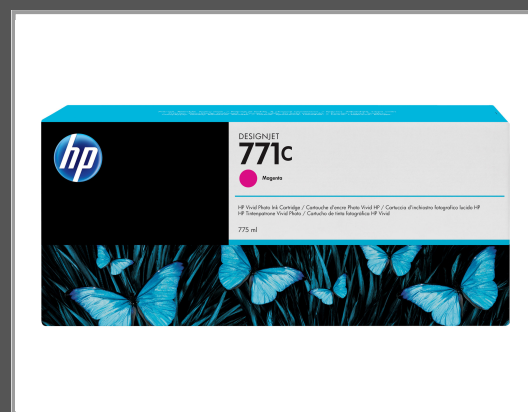 hp
DESIGNJET
771C
Magenta
HP Vivid Photo Ink Cartridge / Cartouche d'encre Photo Vivid HP / Cartuccia d'inchiostro fotografico lucido HP
HP Tintenpatrone Vivid Photo / Cartucho de tinta fotográfica HP Vivid
775 ml